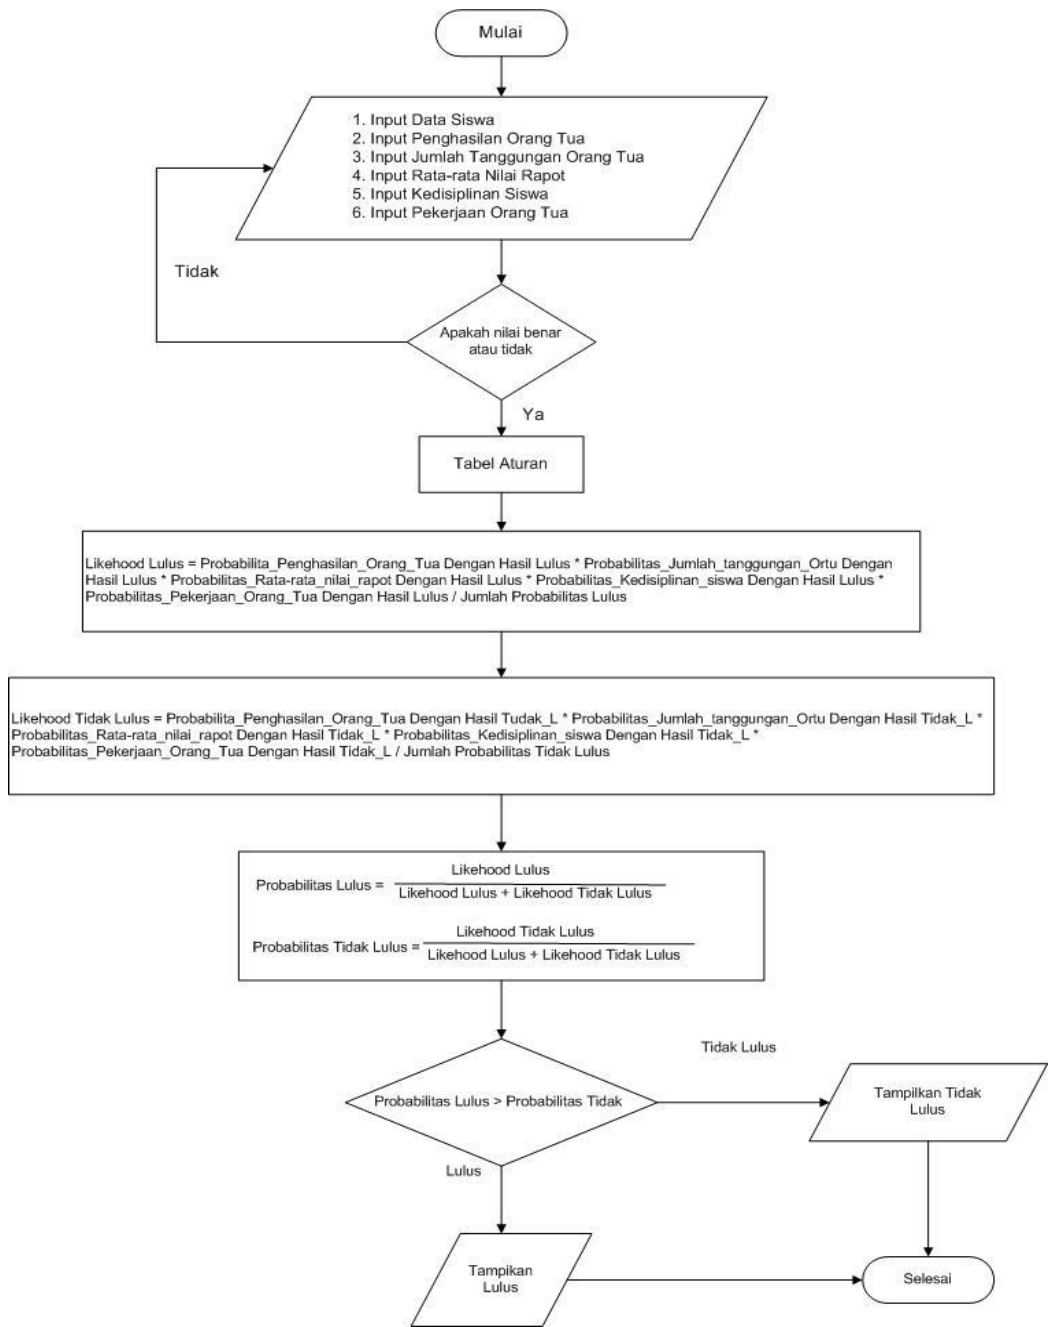 Mulai
1. Input Data Siswa
2. Input Penghasilan Orang Tua
3. Input Jumlah Tanggungan Orang Tua
4. Input Rata-rata Nilai Rapot
5. Input Kedisiplinan Siswa
6. Input Pekerjaan Orang Tua
Tidak
Apakah nilai benar
atau tidak
Ya
Tabel Aturan
Likehood Lulus = Probabilita_Penghasilan_Orang_Tua Dengan Hasil Lulus * Probabilitas_Jumlah_tanggungan_Ortu Dengan
Hasil Lulus * Probabilitas_Rata-rata_nilai_rapot Dengan Hasil Lulus * Probabilitas_Kedisiplinan_siswa Dengan Hasil Lulus *
Probabilitas_Pekerjaan_Orang_Tua Dengan Hasil Lulus / Jumlah Probabilitas Lulus
Likehood Tidak Lulus = Probabilita_Penghasilan_Orang_Tua Dengan Hasil Tudak_L * Probabilitas_Jumlah_tanggungan_Ortu Dengan Hasil Tidak_L *
Probabilitas_Rata-rata_nilai_rapot Dengan Hasil Tidak_L * Probabilitas_Kedisiplinan_siswa Dengan Hasil Tidak_L *
Probabilitas_Pekerjaan_Orang_Tua Dengan Hasil Tidak_L / Jumlah Probabilitas Tidak Lulus
Likehood Lulus
Probabilitas Lulus =
Likehood Lulus + Likehood Tidak Lulus
Likehood Tidak Lulus
Probabilitas Tidak Lulus =
Likehood Lulus + Likehood Tidak Lulus
Tidak Lulus
Probabilitas Lulus > Probabilitas Tidak
Tampilkan Tidak
Lulus
Lulus
Tampikan
Lulus
Selesai